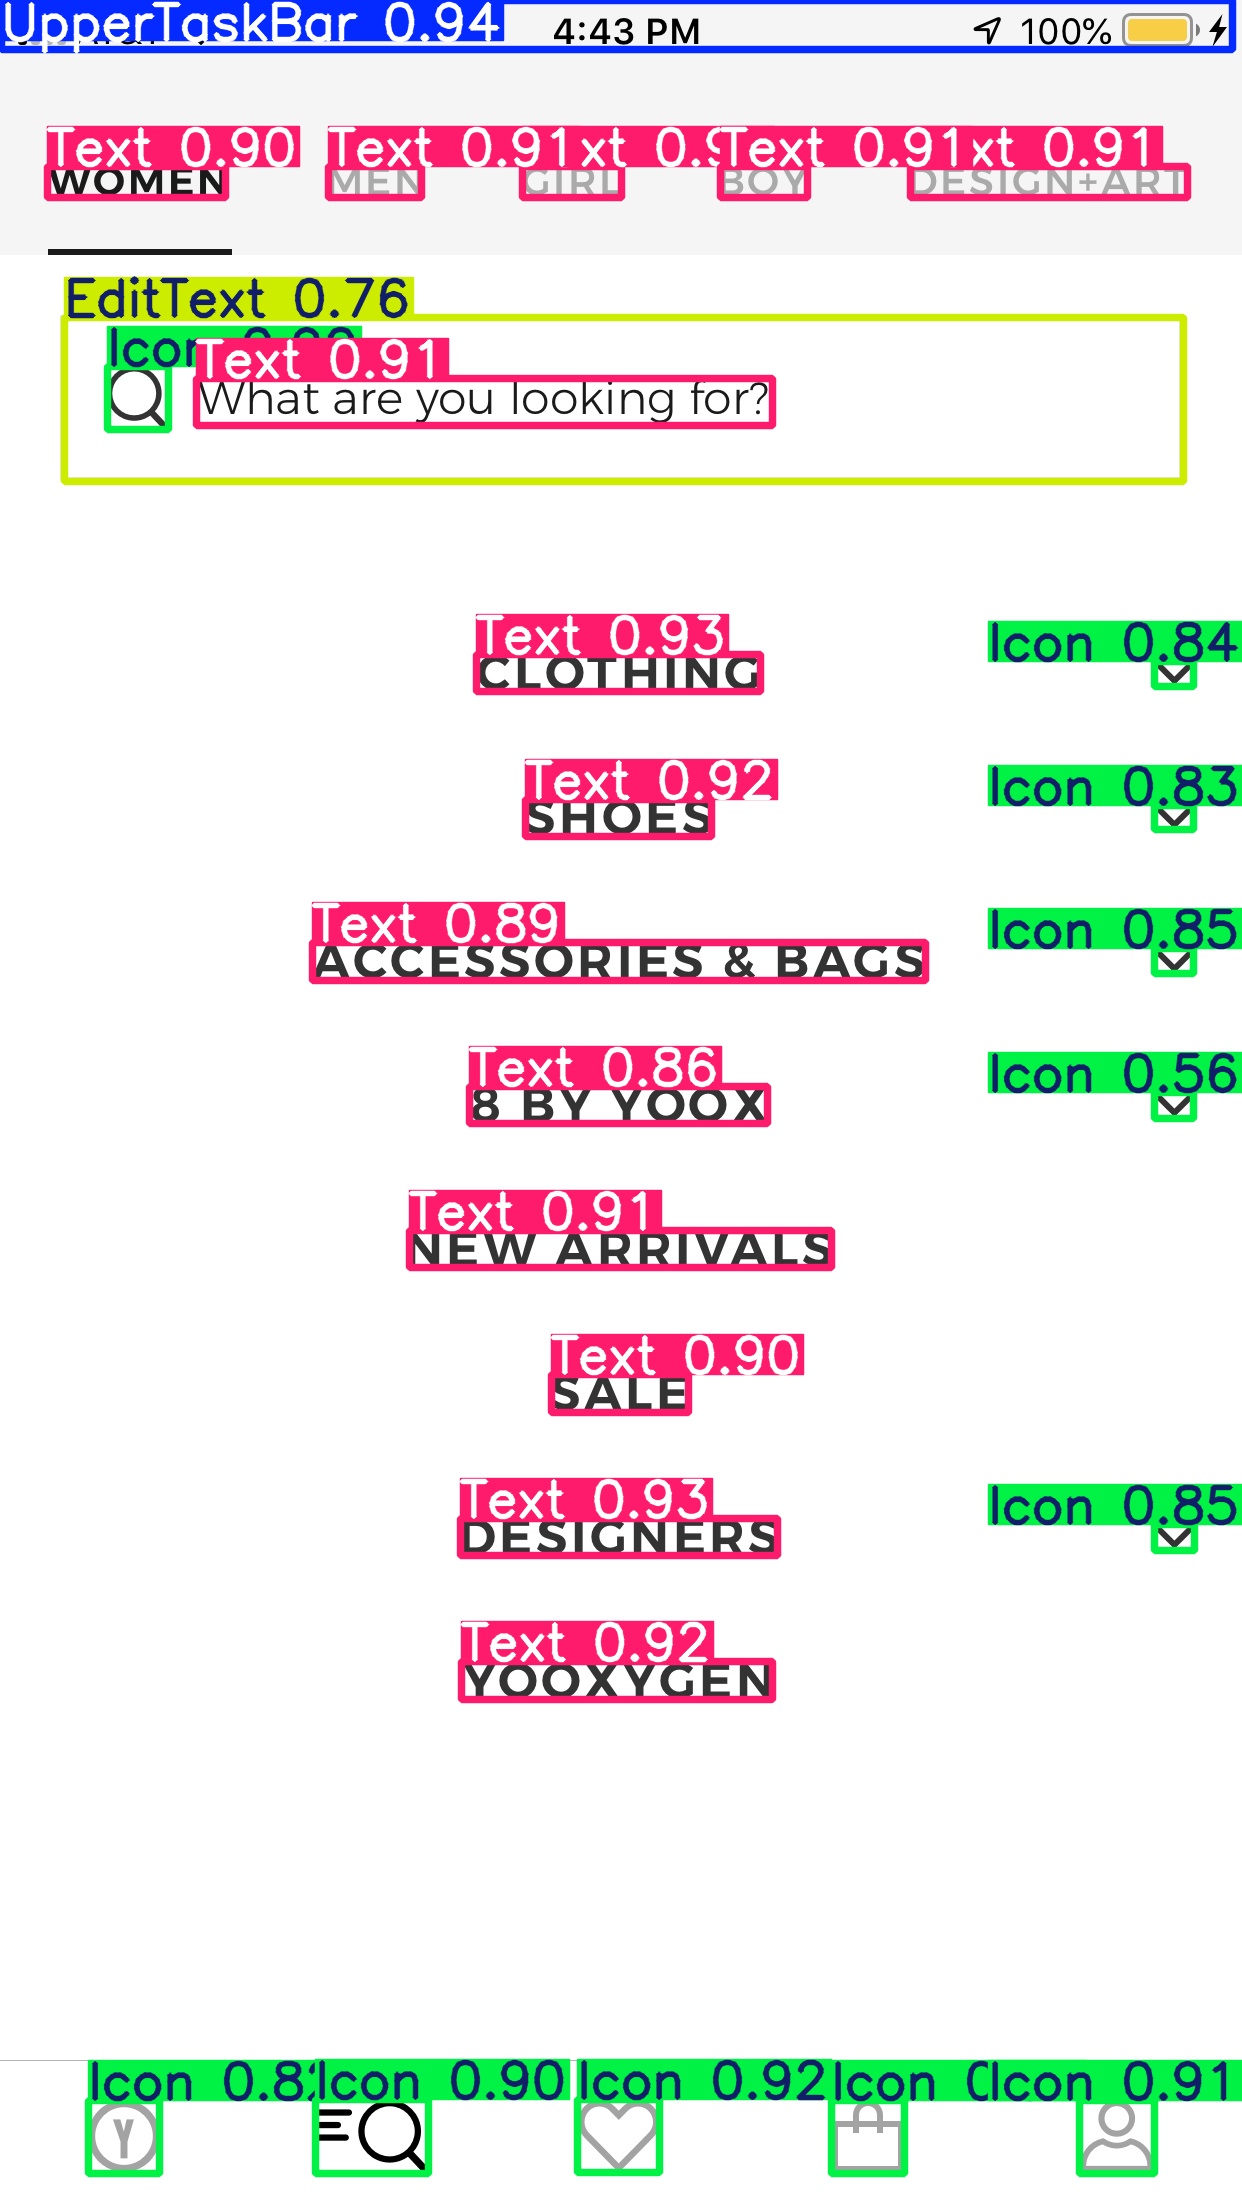 UpperTaskBar 0.94 4:43 PM 100%
Text 0.90 Text 0.91 xt 0.9 Text 0.91 xt 0.91
WOMEN MEN GIRL BOY DESIGN+ART
EditText 0.76
Icon Text 0.91
What are you looking for?
Text 0.93 Icon 0.84
CLOTHING
Text 0.92 Icon 0.83
SHOES
Text 0.89 Icon 0.85
ACCESSORIES & BAGS
Text 0.86 Icon 0.56
8 BY YOOX
Text 0.91
NEW ARRIVALS
Text 0.90
SALE
Text 0.93 Icon 0.85
DESIGNERS
Text 0.92
YOOXYGEN
Icon 0.8 Icon 0.90 Icon 0.92 Icon Icon 0.91
Y